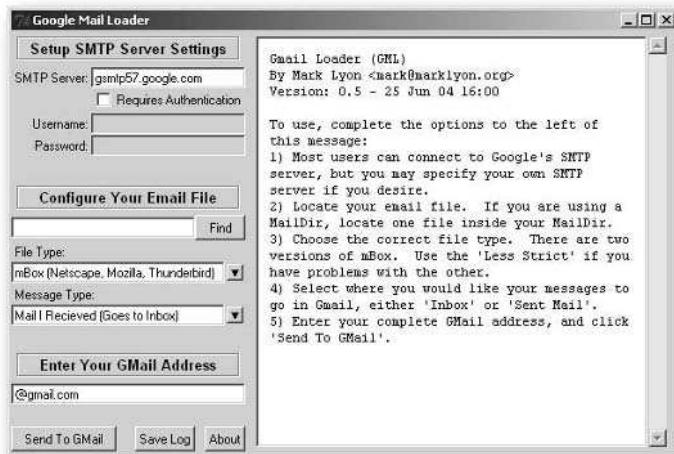 Google Mail Loader
Setup SMTP Server Settings
SMTP Server: gsmtp57.google.com
Requires Authentication
Username:
Password:
Configure Your Email File
Find
File Type:
mBox (Netscape, Mozilla, Thunderbird)
Message Type:
Mail I Recieved (Goes to Inbox)
Enter Your GMail Address
@gmail.com
Send To GMail
Save Log
About
Gmail Loader (GML)
By Mark Lyon <mark@marklyon.org>
Version: 0.5 - 25 Jun 04 16:00
To use, complete the options to the left of
this message:
1) Most users can connect to Google's SMTP
server, but you may specify your own SMTP
server if you desire.
2) Locate your email file. If you are using a
MailDir, locate one file inside your MailDir.
3) Choose the correct file type. There are two
versions of mBox. Use the 'Less Strict' if you
have problems with the other.
4) Select where you would like your messages to
go in Gmail, either 'Inbox' or 'Sent Mail'.
5) Enter your complete GMail address, and click
'Send To GMail'.